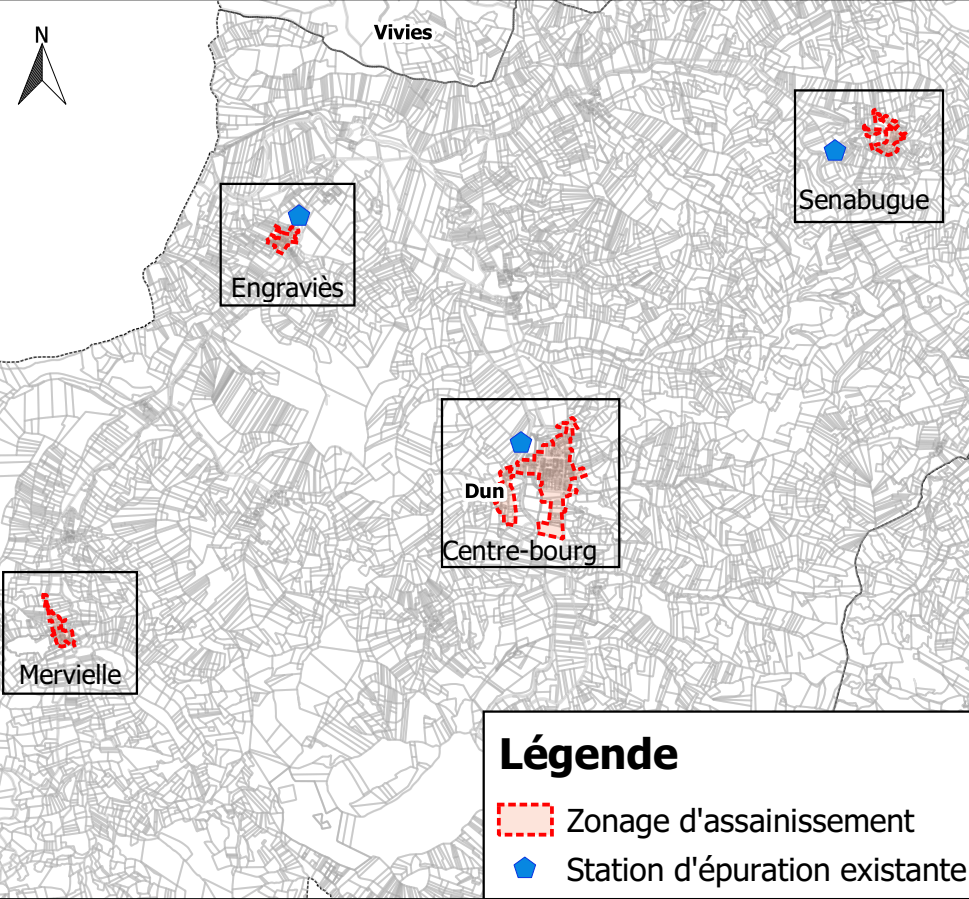 N
Vivies
Senabugue
Engraviès
Dun
Centre-bourg
Mervielle
Légende
Zonage d'assainissement
Station d'épuration existante